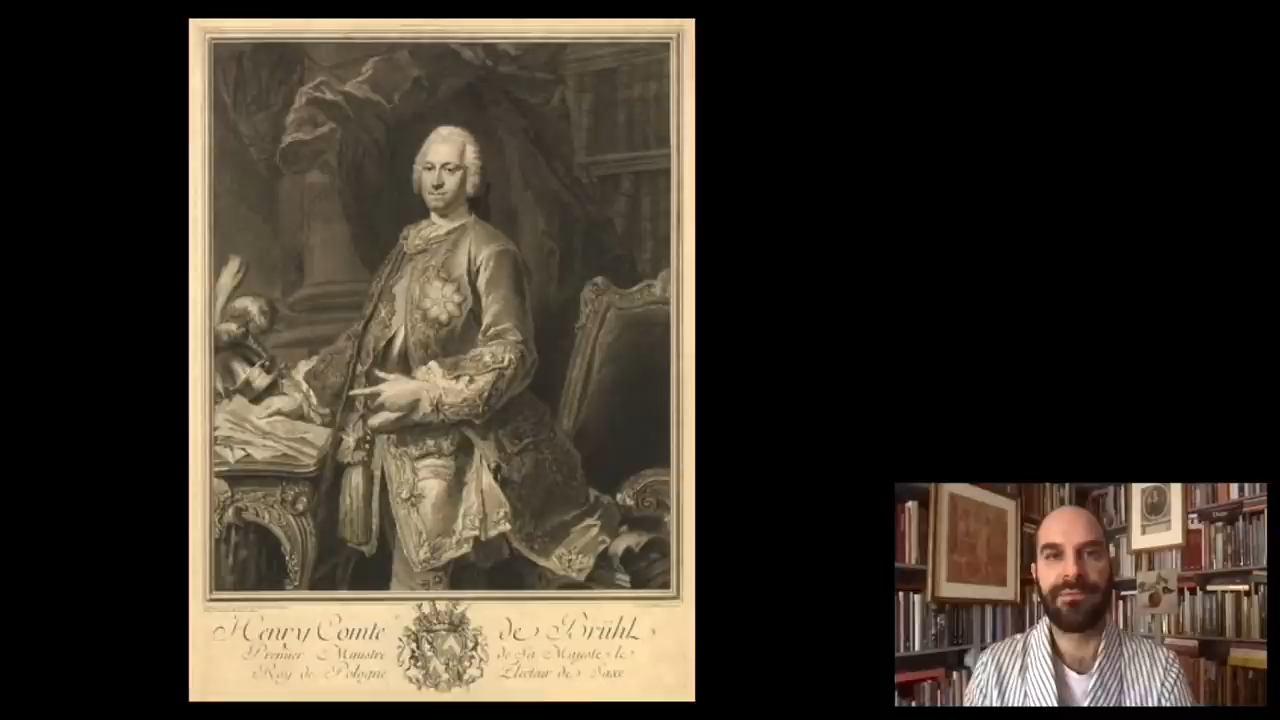 Henry Comte de Brühl
Premier Ministre de Sa Majesté le
Roy de Pologne Electeur de Saxe